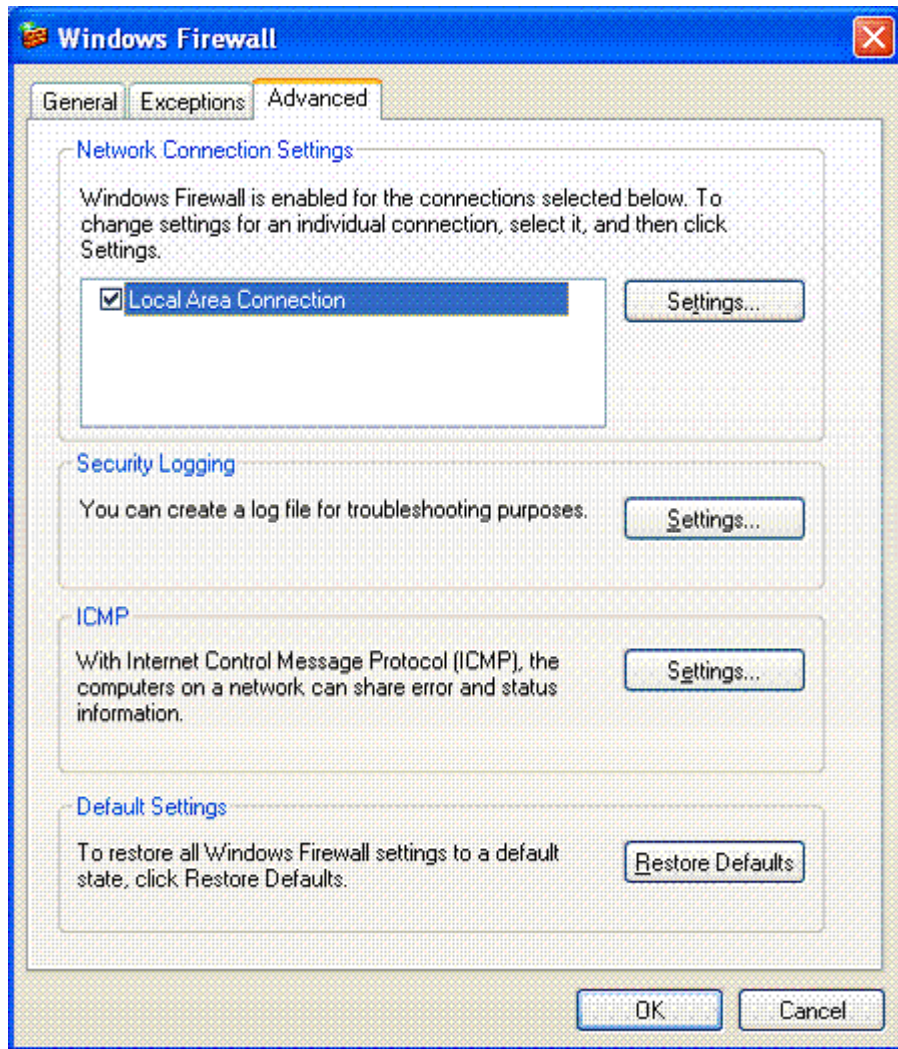 Windows Firewall
General Exceptions Advanced
Network Connection Settings
Windows Firewall is enabled for the connections selected below. To
change settings for an individual connection, select it, and then click
Settings.
Local Area Connection
Settings...
Security Logging
You can create a log file for troubleshooting purposes.
Settings...
ICMP
With Internet Control Message Protocol (ICMP), the
computers on a network can share error and status
information.
Settings...
Default Settings
To restore all Windows Firewall settings to a default
state, click Restore Defaults.
Restore Defaults
OK Cancel